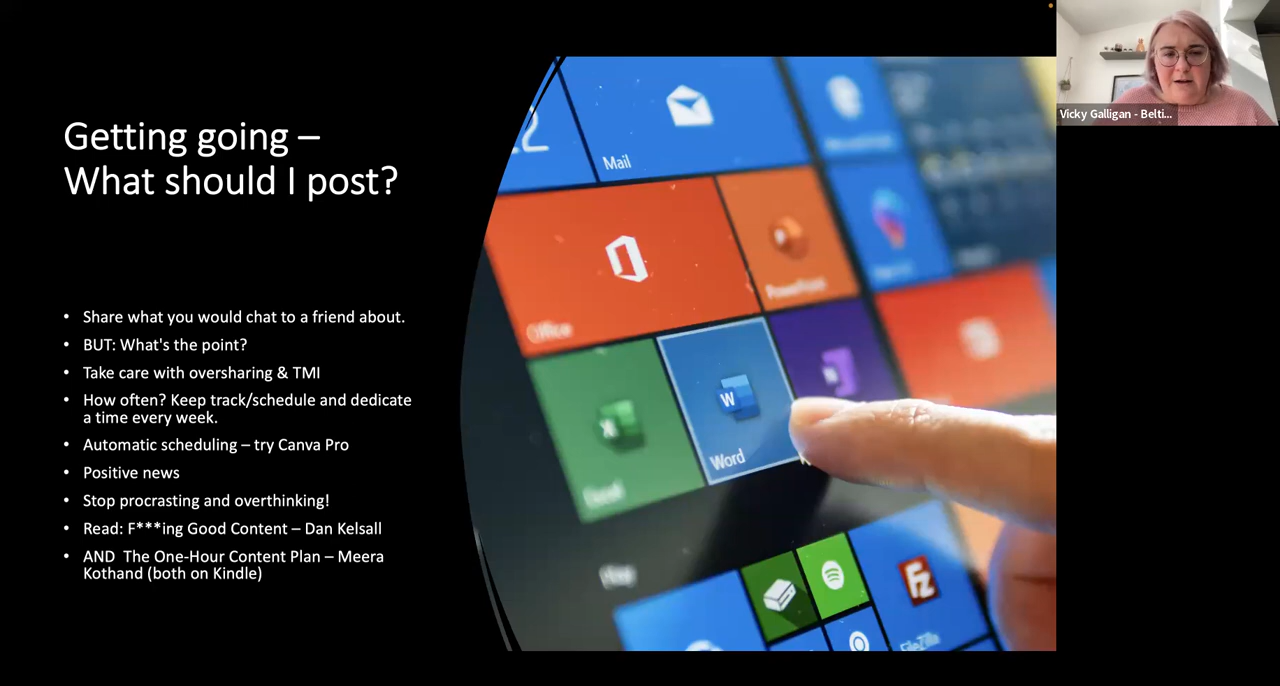 Getting going –
What should I post?
• Share what you would chat to a friend about.
• BUT: What's the point?
• Take care with oversharing & TMI
• How often? Keep track/schedule and dedicate
a time every week.
• Automatic scheduling – try Canva Pro
• Positive news
• Stop procrasting and overthinking!
• Read: F***ing Good Content – Dan Kelsall
• AND The One-Hour Content Plan – Meera
Kothand (both on Kindle)
Mail
Office
PowerPoint
Excel
Word
FileZilla
Vicky Galligan - Belti...